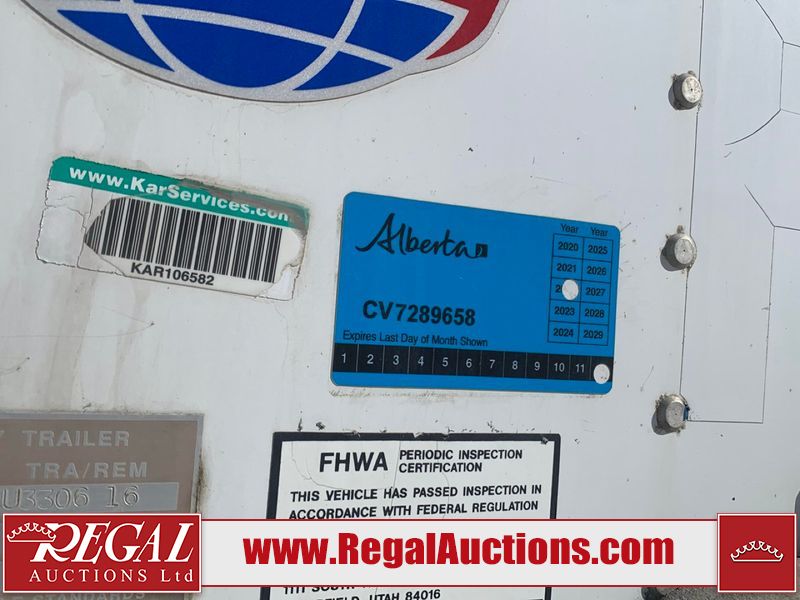 www.KarServices.com
KAR106582
Alberta
Year Year
2020 2025
2021 2026
2027
2023 2028
2024 2029
CV7289658
Expires Last Day of Month Shown
1 2 3 4 5 6 7 8 9 10 11
TRAILER
TRA/REM
U3306 16
FHWA PERIODIC INSPECTION CERTIFICATION
THIS VEHICLE HAS PASSED INSPECTION IN
ACCORDANCE WITH FEDERAL REGULATION
REGAL
AUCTIONS Ltd
www.RegalAuctions.com
STANDARDS
UTAH 84016